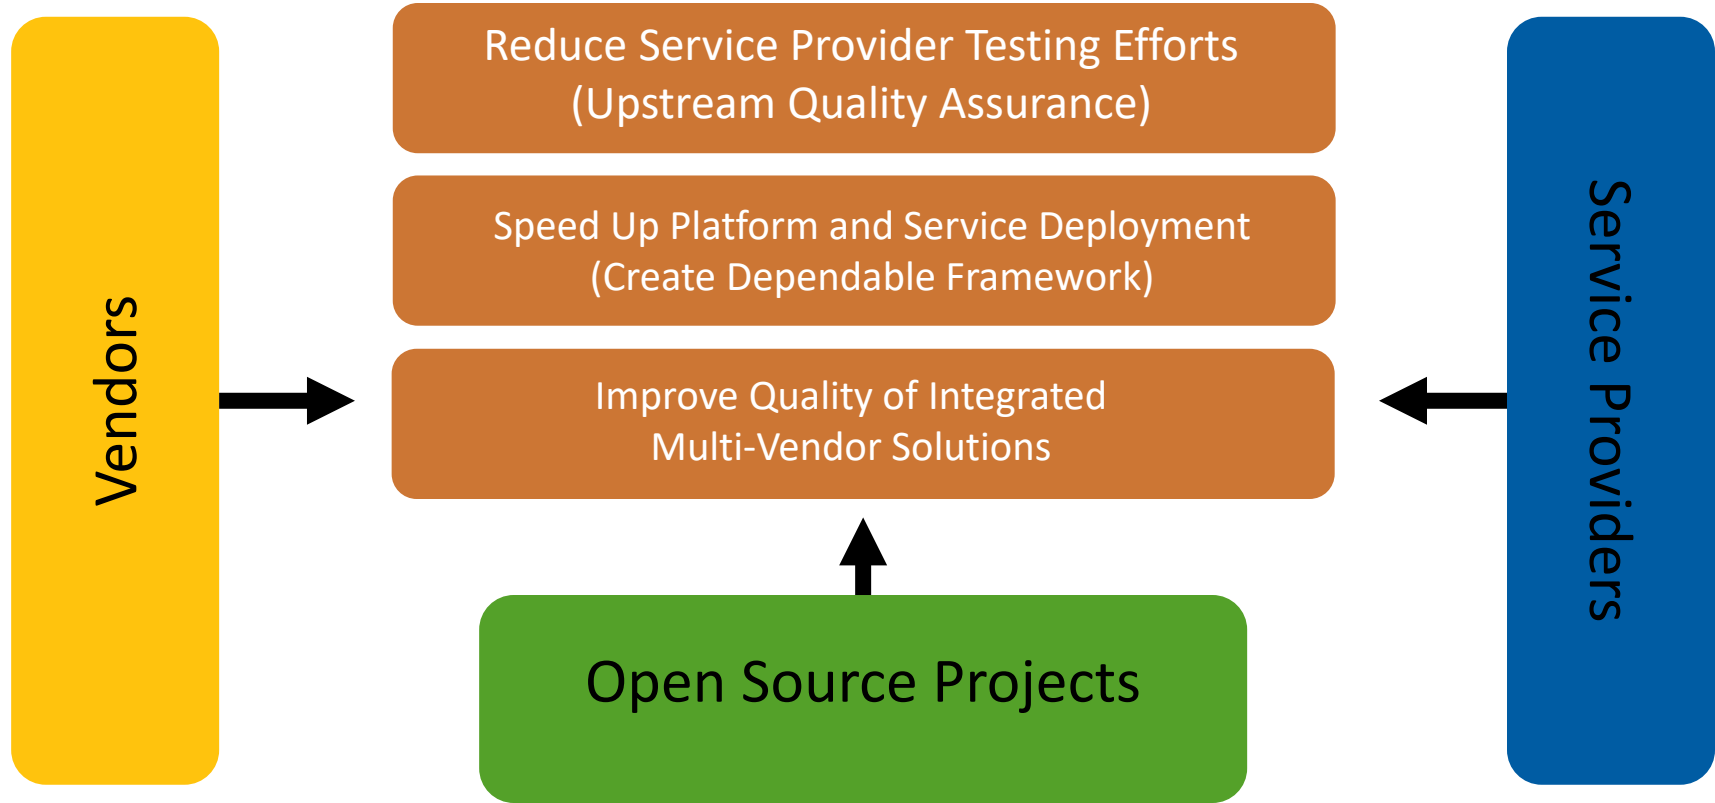 Reduce Service Provider Testing Efforts
(Upstream Quality Assurance)
Speed Up Platform and Service Deployment
(Create Dependable Framework)
Improve Quality of Integrated
Multi-Vendor Solutions
Vendors
Service Providers
Open Source Projects